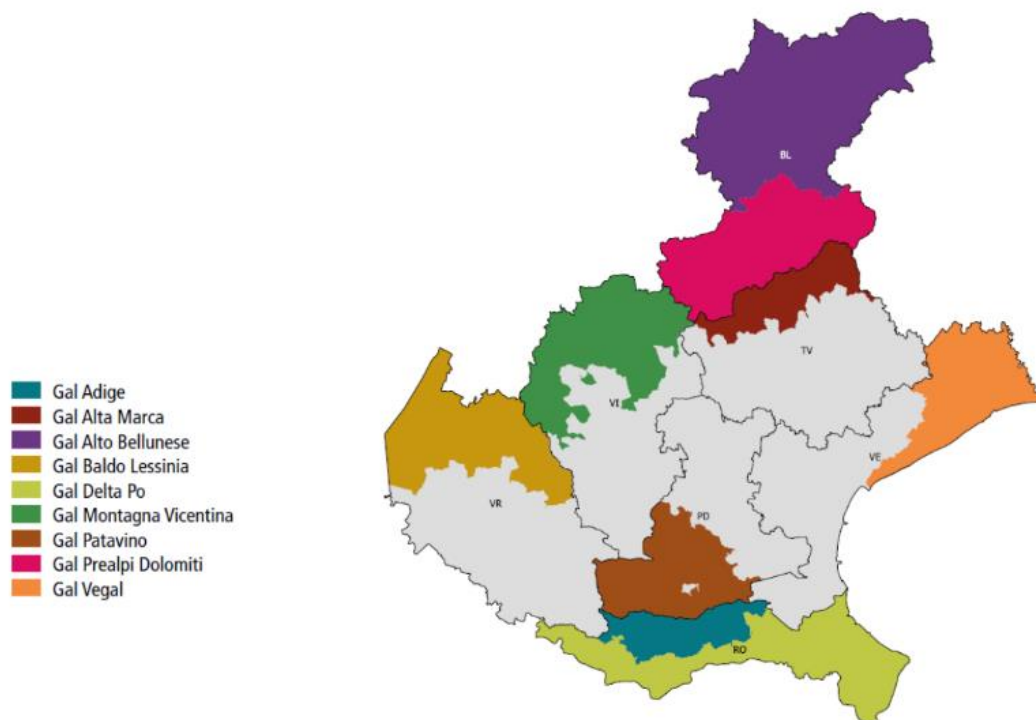 BL
TV
VI
VE
VR
PD
RO
Gal Adige
Gal Alta Marca
Gal Alto Bellunese
Gal Baldo Lessinia
Gal Delta Po
Gal Montagna Vicentina
Gal Patavino
Gal Prealpi Dolomiti
Gal Vegal